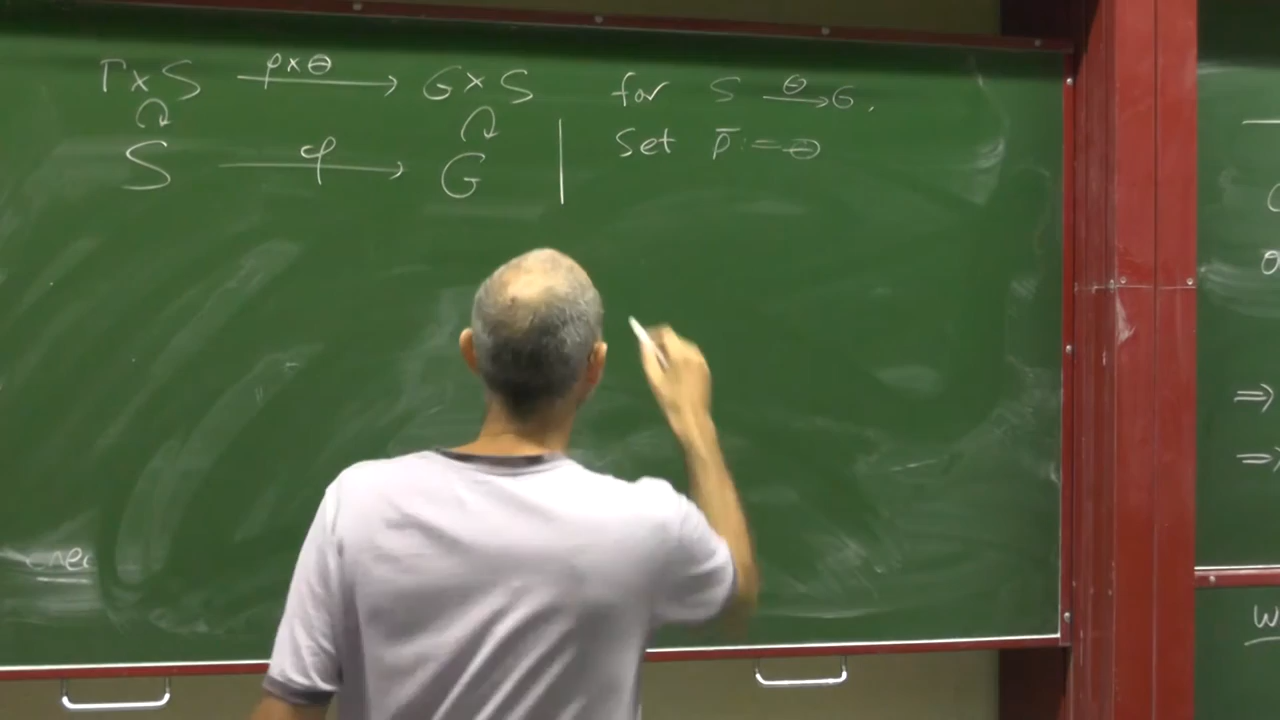 Γ×S —ρ×θ→ G×S for S —θ→ G.
S —φ→ G | Set ρ̄ := θ
⇒
⇒